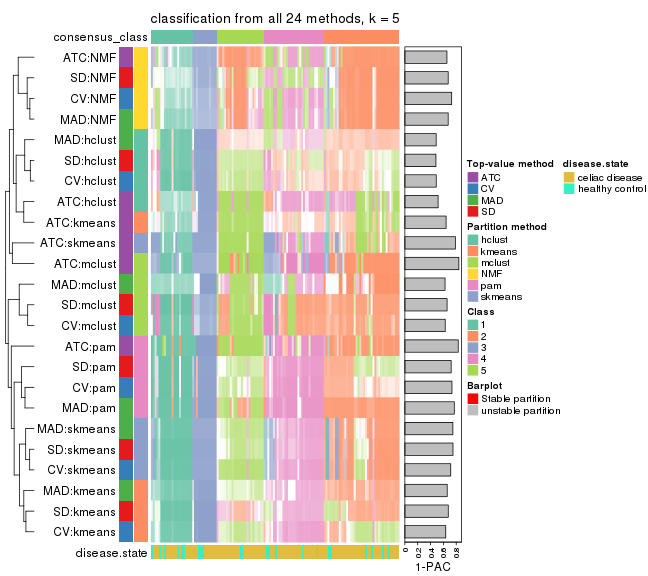 classification from all 24 methods, k = 5
consensus_class
ATC:NMF
SD:NMF
CV:NMF
MAD:NMF
MAD:hclust
SD:hclust
CV:hclust
ATC:hclust
ATC:kmeans
ATC:skmeans
ATC:mclust
MAD:mclust
SD:mclust
CV:mclust
ATC:pam
SD:pam
CV:pam
MAD:pam
MAD:skmeans
SD:skmeans
CV:skmeans
MAD:kmeans
SD:kmeans
CV:kmeans
disease.state
0 0.2 0.4 0.6 0.8
1-PAC
Top-value method
ATC
CV
MAD
SD
Partition method
hclust
kmeans
mclust
NMF
pam
skmeans
Class
1
2
3
4
5
Barplot
Stable partition
unstable partition
disease.state
celiac disease
healthy control